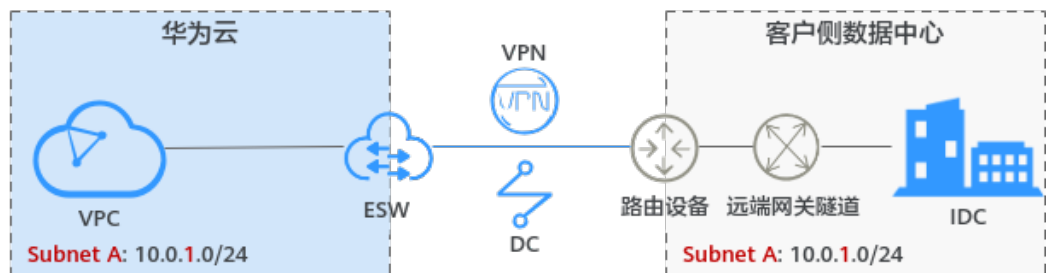 华为云
客户侧数据中心
VPN
VPN
VPC
ESW
DC
路由设备
远端网关隧道
IDC
Subnet A: 10.0.1.0/24
Subnet A: 10.0.1.0/24